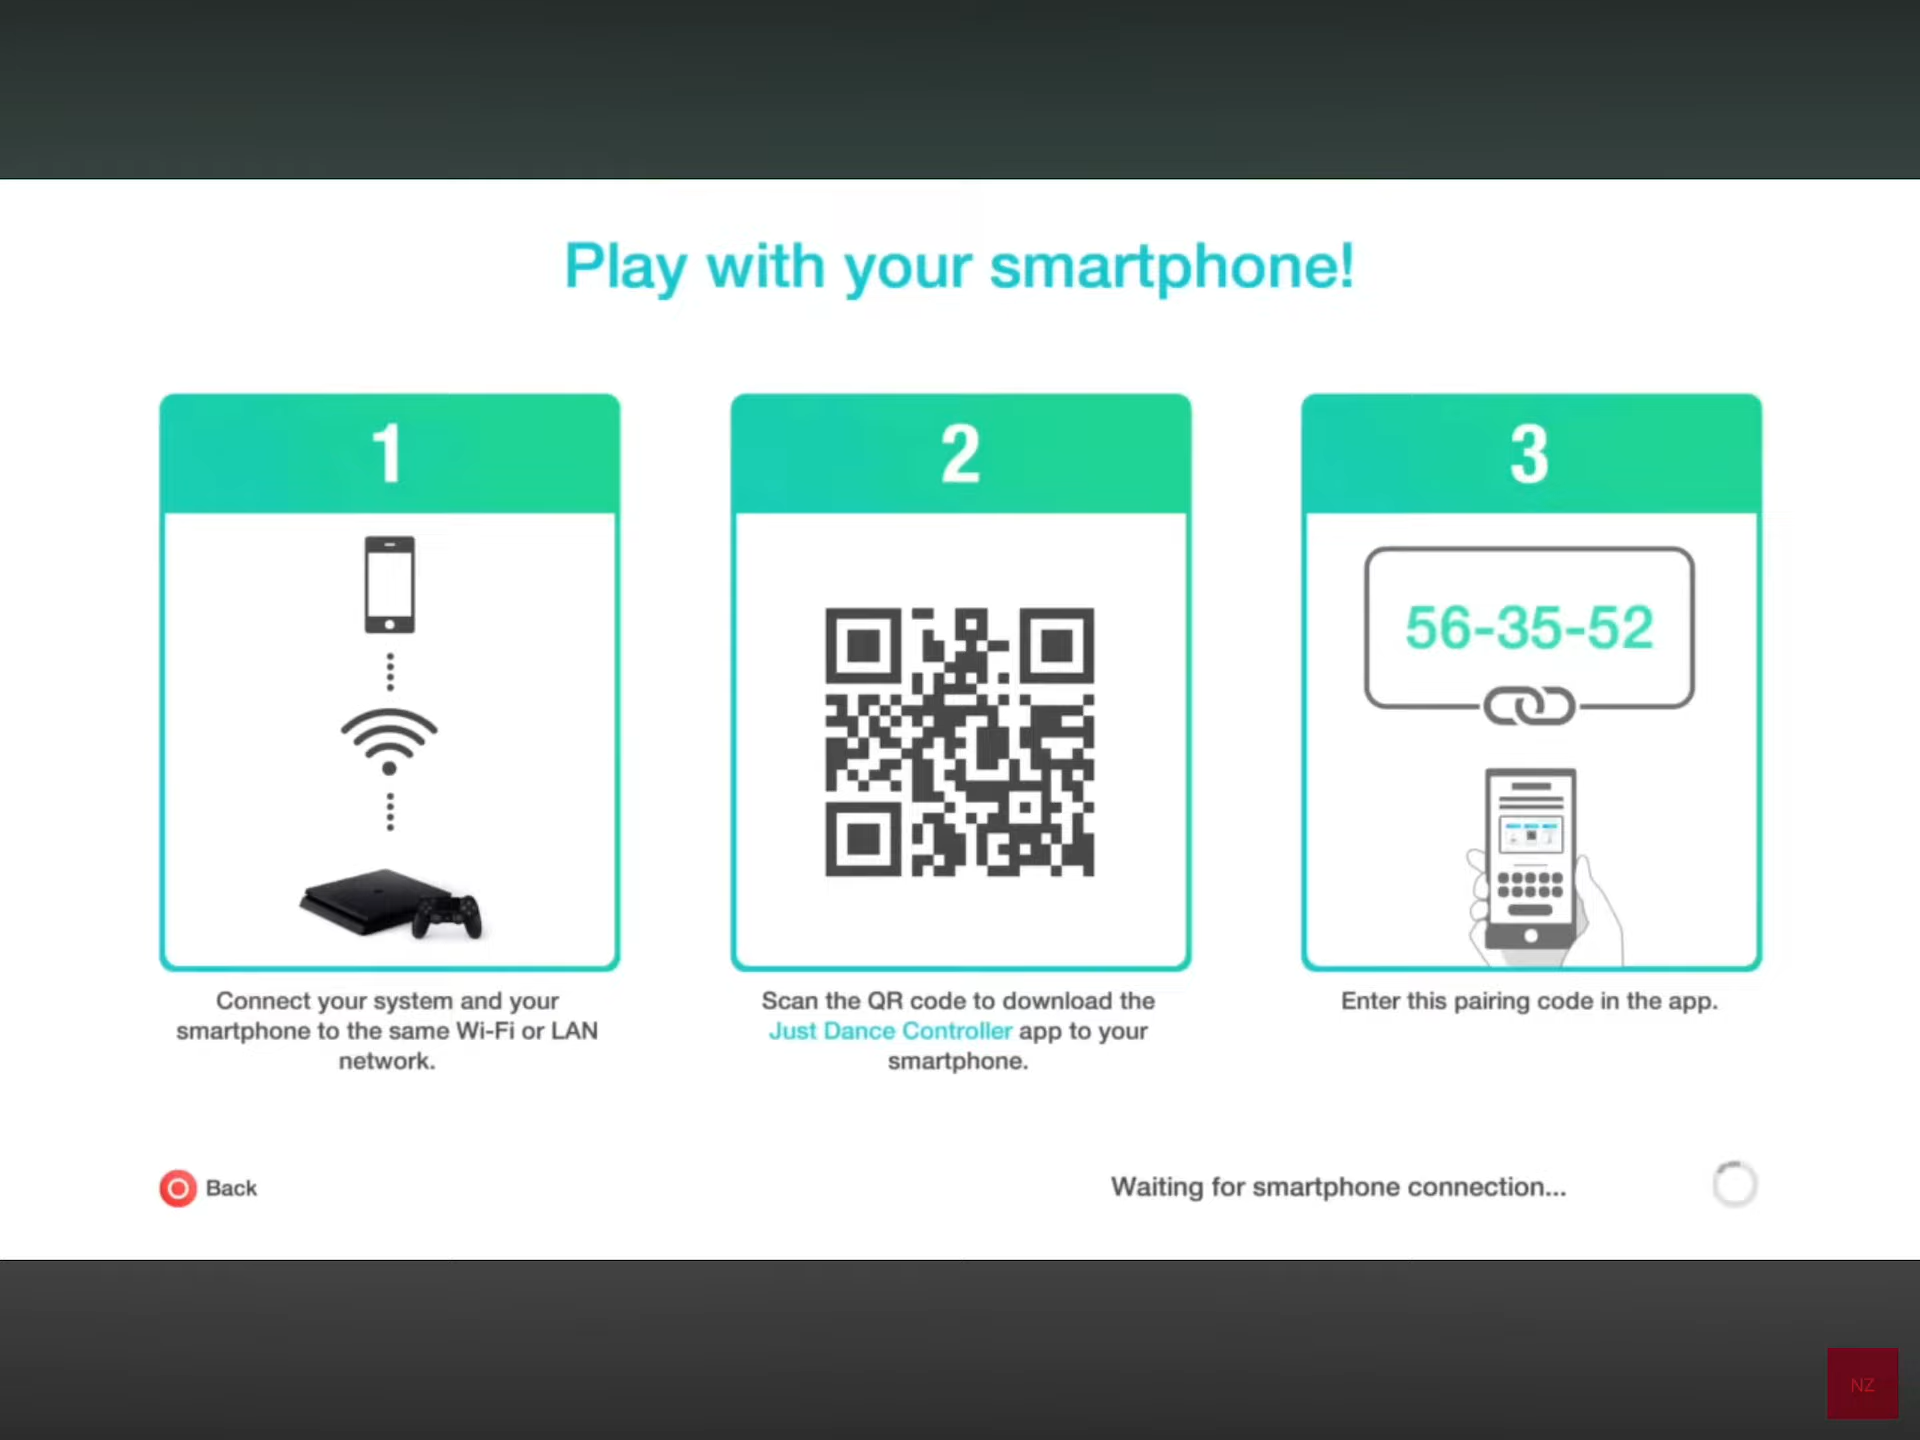 Play with your smartphone!
1
2
3
56-35-52
Connect your system and your
smartphone to the same Wi-Fi or LAN
network.
Scan the QR code to download the
Just Dance Controller app to your
smartphone.
Enter this pairing code in the app.
Back
Waiting for smartphone connection...
NZ